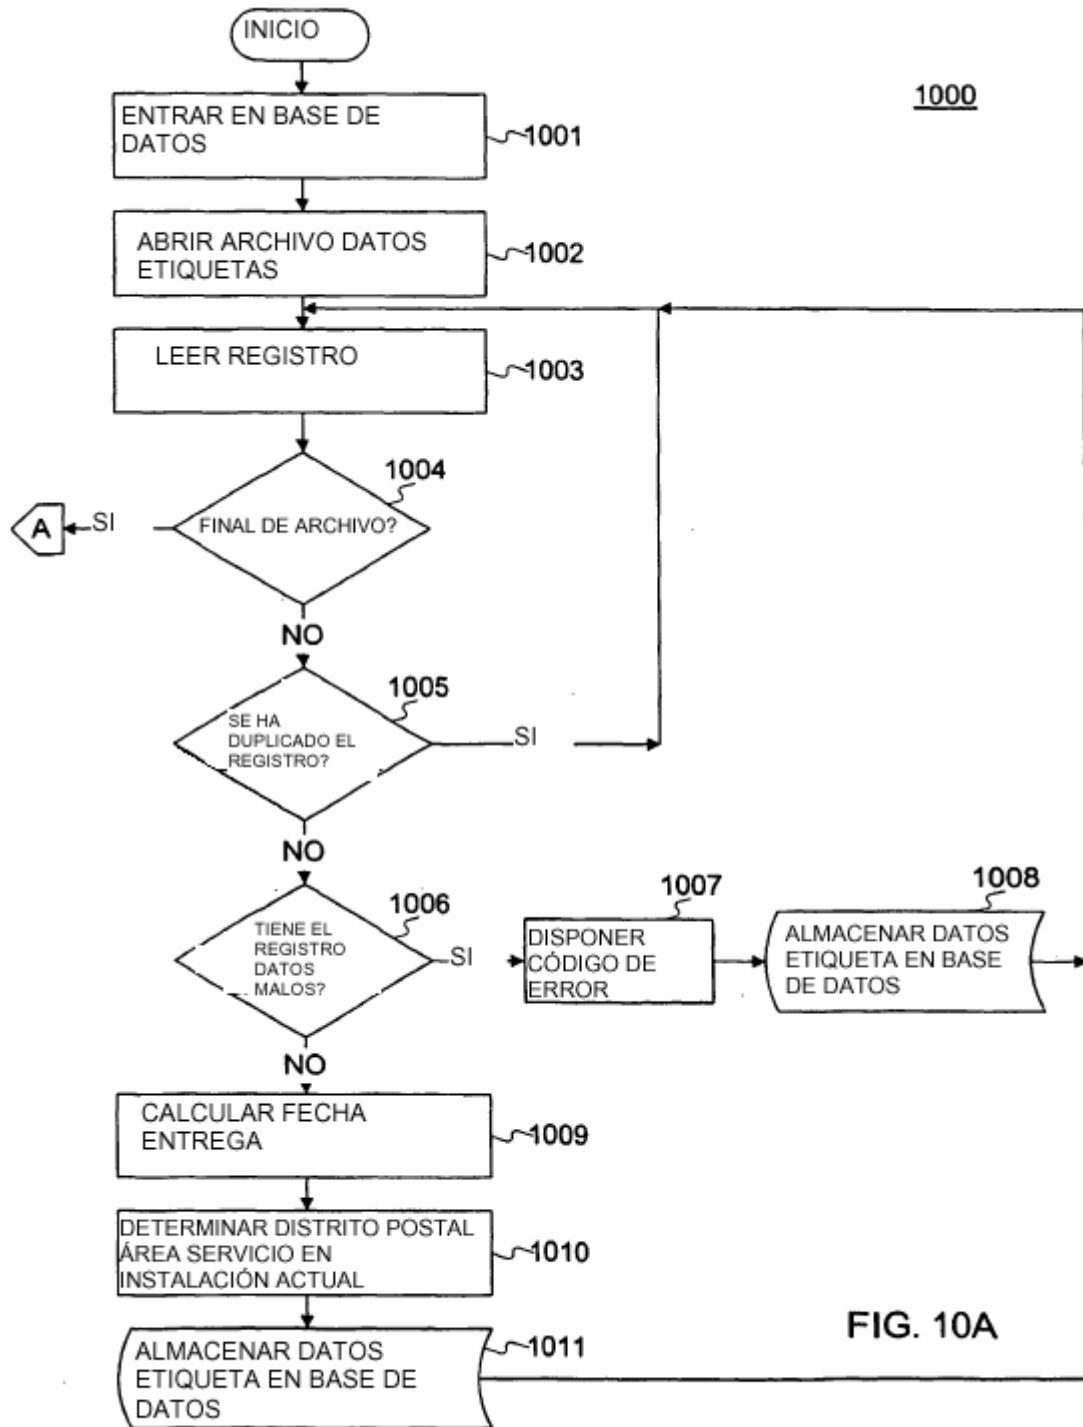 INICIO
1000
ENTRAR EN BASE DE
DATOS
1001
ABRIR ARCHIVO DATOS
ETIQUETAS
1002
LEER REGISTRO
1003
1004
A
SI
FINAL DE ARCHIVO?
NO
1005
SE HA
DUPLICADO EL
REGISTRO?
SI
NO
1006
TIENE EL
REGISTRO
DATOS
MALOS?
SI
1007
DISPONER
CÓDIGO DE
ERROR
1008
ALMACENAR DATOS
ETIQUETA EN BASE
DE DATOS
NO
CALCULAR FECHA
ENTREGA
1009
DETERMINAR DISTRITO POSTAL
ÁREA SERVICIO EN
INSTALACIÓN ACTUAL
1010
ALMACENAR DATOS
ETIQUETA EN BASE DE
DATOS
1011
FIG. 10A